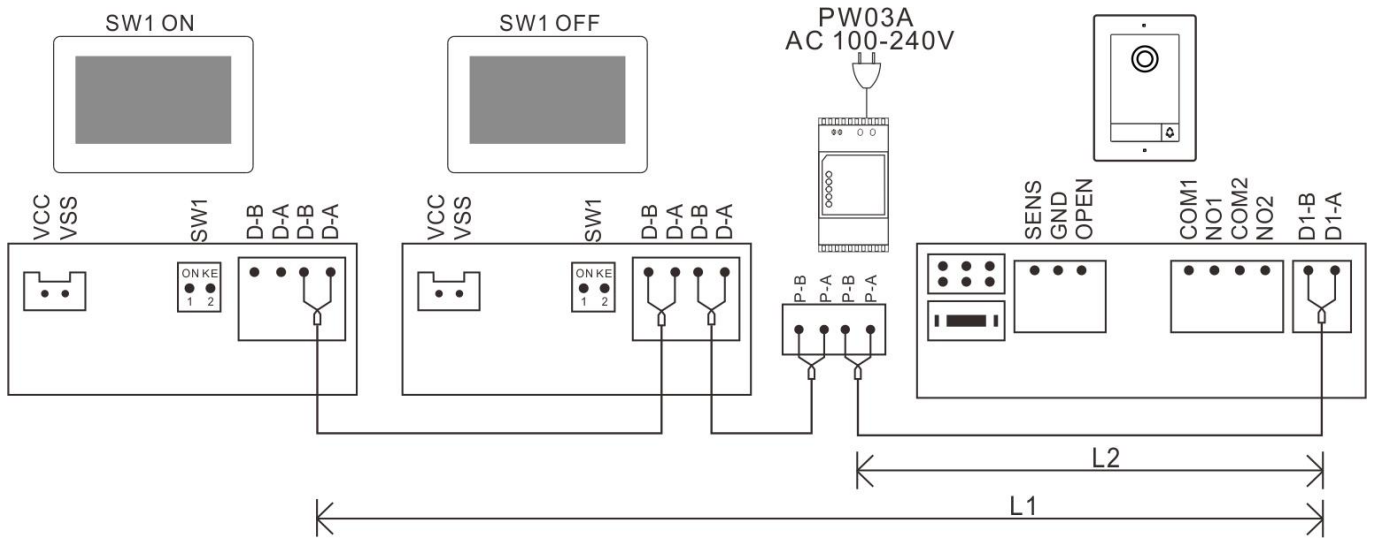 SW1 ON
SW1 OFF
PW03A
AC 100-240V
VCC
VSS
SW1
D-B
D-A
D-B
D-A
ON KE
1 2
VCC
VSS
SW1
D-B
D-A
D-B
D-A
ON KE
1 2
P-B
P-A
P-B
P-A
SENS
GND
OPEN
COM1
NO1
COM2
NO2
D1-B
D1-A
L2
L1